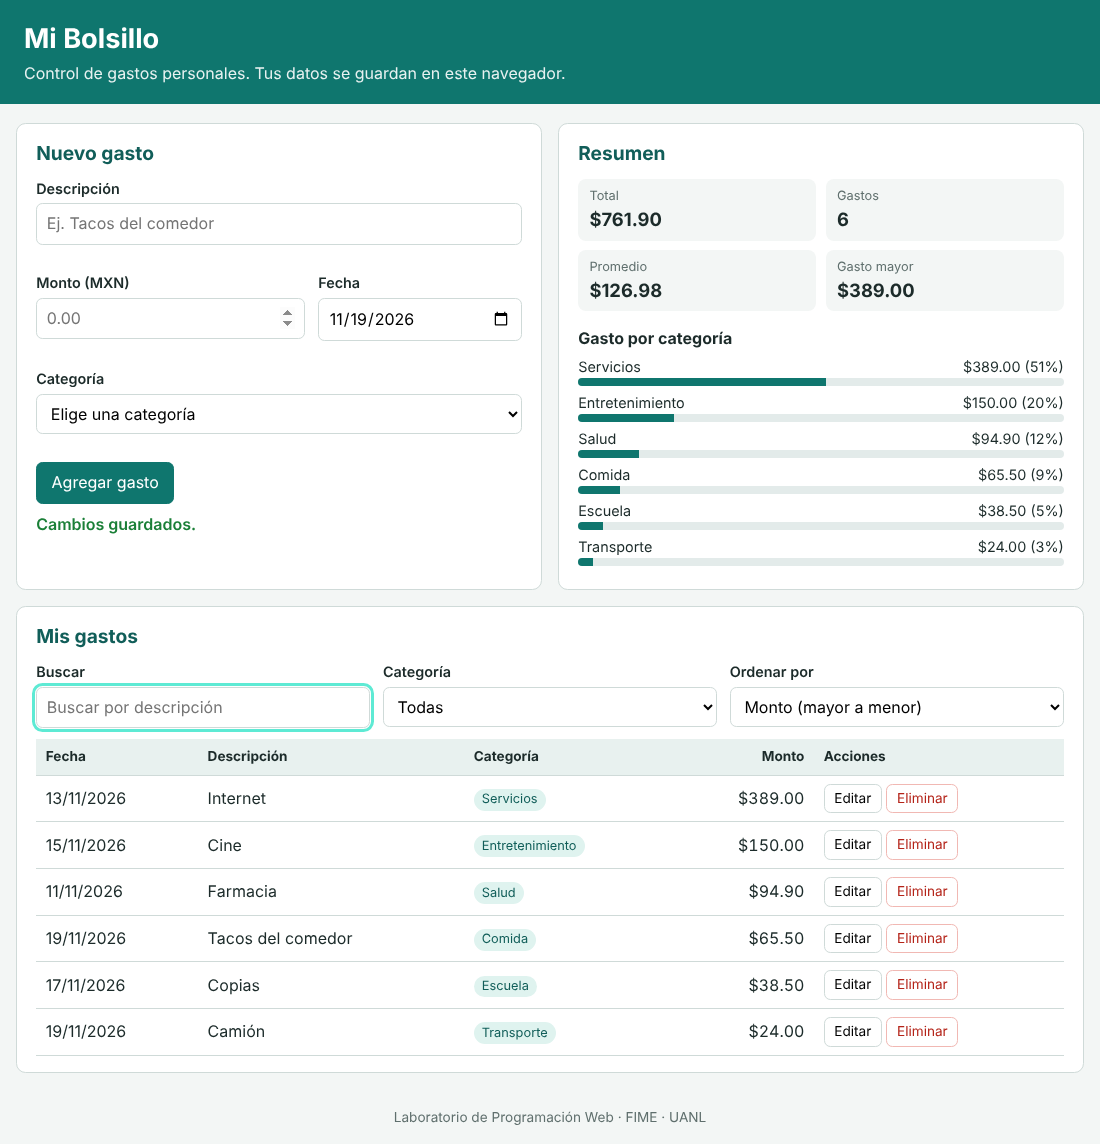 Mi Bolsillo
Control de gastos personales. Tus datos se guardan en este navegador.
Nuevo gasto
Descripción
Ej. Tacos del comedor
Monto (MXN) Fecha
0.00 11/19/2026
Categoría
Elige una categoría
Agregar gasto
Cambios guardados.
Resumen
Total Gastos
$761.90 6
Promedio Gasto mayor
$126.98 $389.00
Gasto por categoría
Servicios $389.00 (51%)
Entretenimiento $150.00 (20%)
Salud $94.90 (12%)
Comida $65.50 (9%)
Escuela $38.50 (5%)
Transporte $24.00 (3%)
Mis gastos
Buscar Categoría Ordenar por
Buscar por descripción Todas Monto (mayor a menor)
Fecha Descripción Categoría Monto Acciones
13/11/2026 Internet Servicios $389.00 Editar Eliminar
15/11/2026 Cine Entretenimiento $150.00 Editar Eliminar
11/11/2026 Farmacia Salud $94.90 Editar Eliminar
19/11/2026 Tacos del comedor Comida $65.50 Editar Eliminar
17/11/2026 Copias Escuela $38.50 Editar Eliminar
19/11/2026 Camión Transporte $24.00 Editar Eliminar
Laboratorio de Programación Web · FIME · UANL